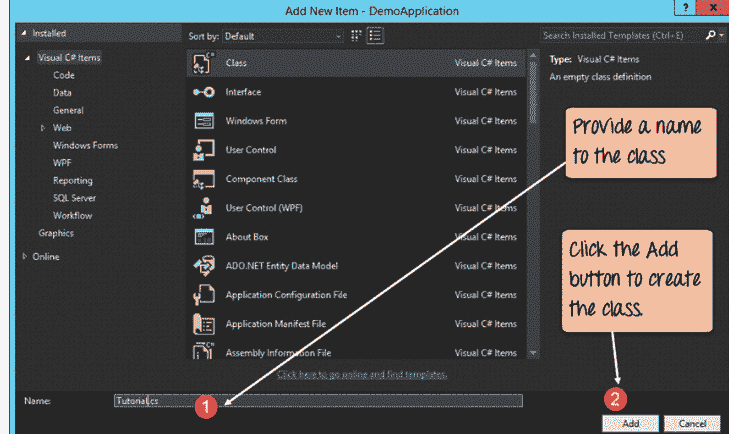 Add New Item - DemoApplication
?
x
Installed
Sort by: Default
Search Installed Templates (Ctrl+E)
Visual C# Items
Code
Data
General
Web
Windows Forms
WPF
Reporting
SQL Server
Workflow
Graphics
Online
Class Visual C# Items
Interface Visual C# Items
Windows Form Visual C# Items
User Control Visual C# Items
Component Class Visual C# Items
User Control (WPF) Visual C# Items
About Box Visual C# Items
ADO.NET Entity Data Model Visual C# Items
Application Configuration File Visual C# Items
Application Manifest File Visual C# Items
Assembly Information File Visual C# Items
Click here to go online and find templates.
Type: Visual C# Items
An empty class definition
Provide a name
to the class
Click the Add
button to create
the class.
Name: Tutorial.cs
1
2
Add
Cancel